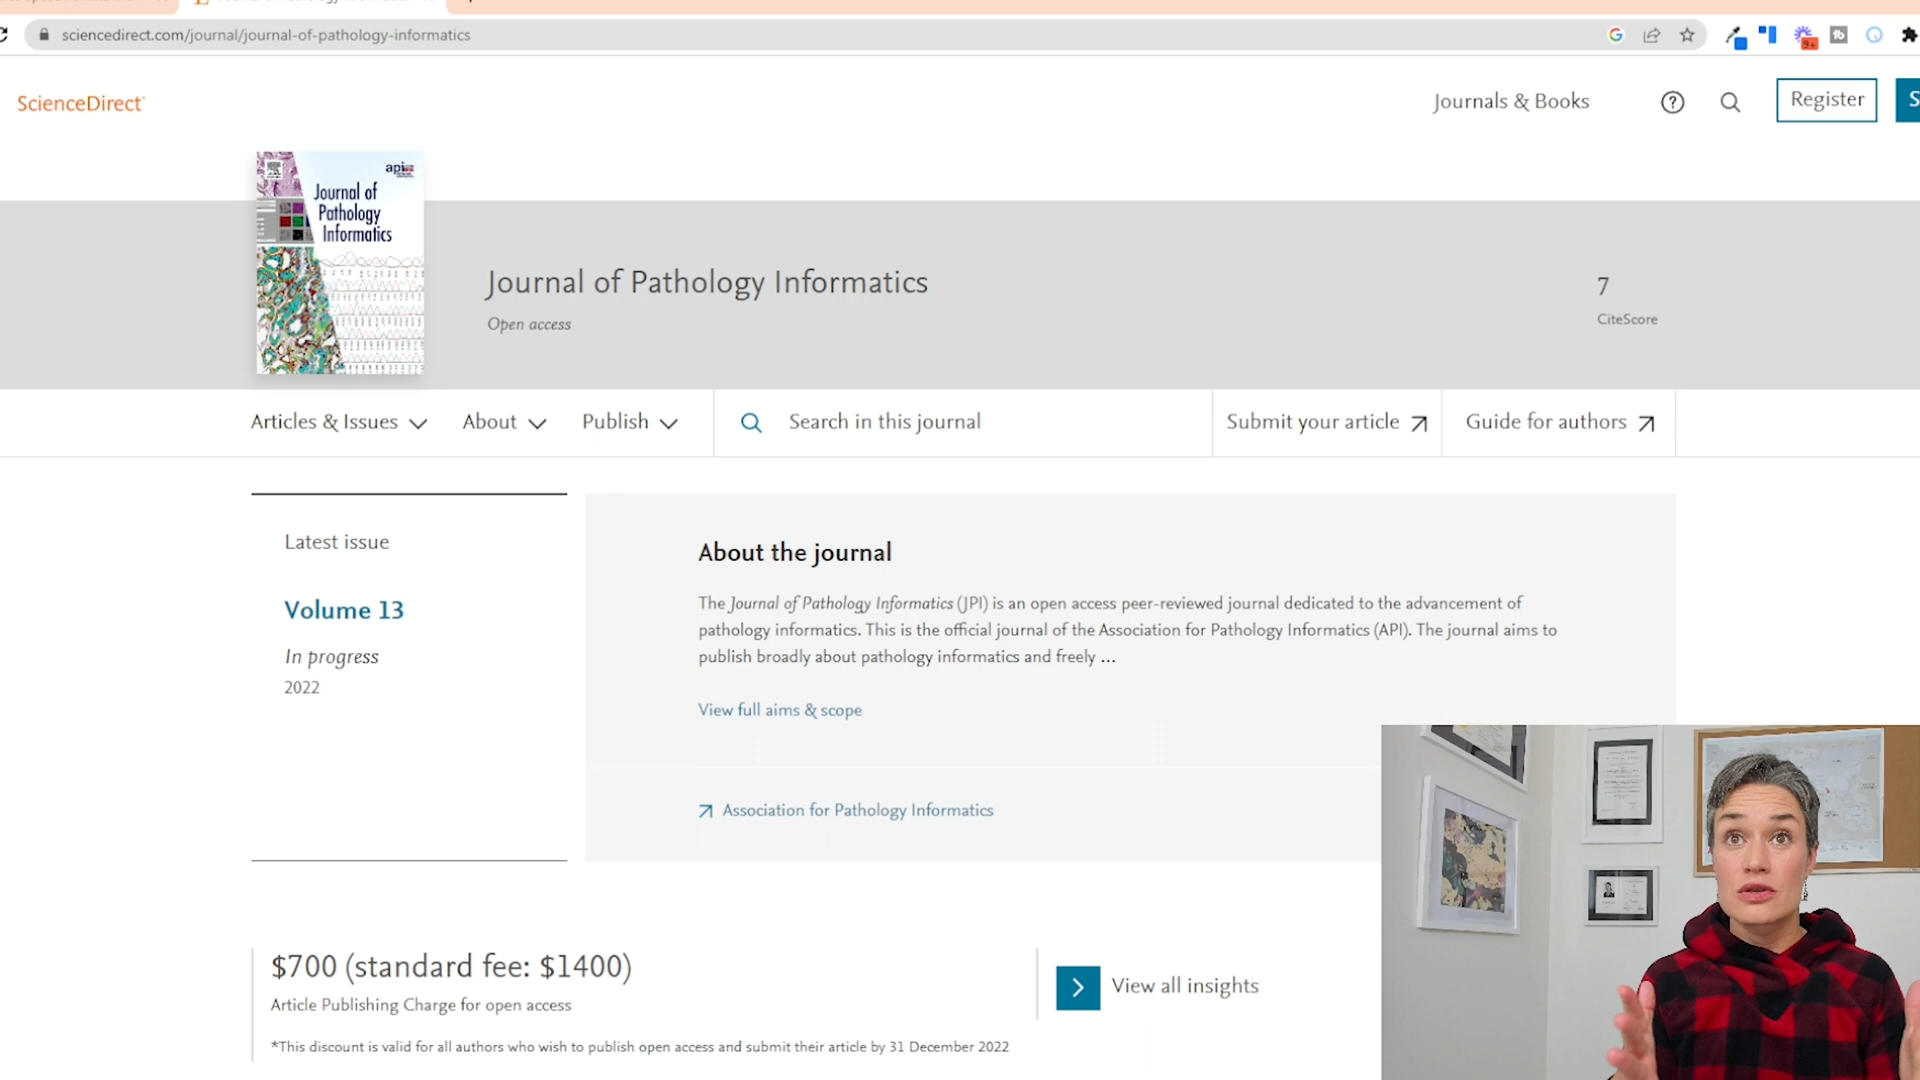 sciencedirect.com/journal/journal-of-pathology-informatics
ScienceDirect
Journals & Books
Register
S
api
Journal of
Pathology
Informatics
Journal of Pathology Informatics
Open access
7
CiteScore
Articles & Issues
About
Publish
Search in this journal
Submit your article
Guide for authors
Latest issue
Volume 13
In progress
2022
About the journal
The Journal of Pathology Informatics (JPI) is an open access peer-reviewed journal dedicated to the advancement of
pathology informatics. This is the official journal of the Association for Pathology Informatics (API). The journal aims to
publish broadly about pathology informatics and freely ...
View full aims & scope
Association for Pathology Informatics
$700 (standard fee: $1400)
Article Publishing Charge for open access
*This discount is valid for all authors who wish to publish open access and submit their article by 31 December 2022
View all insights